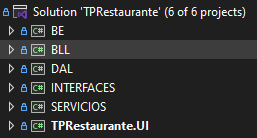 Solution 'TPRestaurante' (6 of 6 projects)
BE
BLL
DAL
INTERFACES
SERVICIOS
TPRestaurante.UI